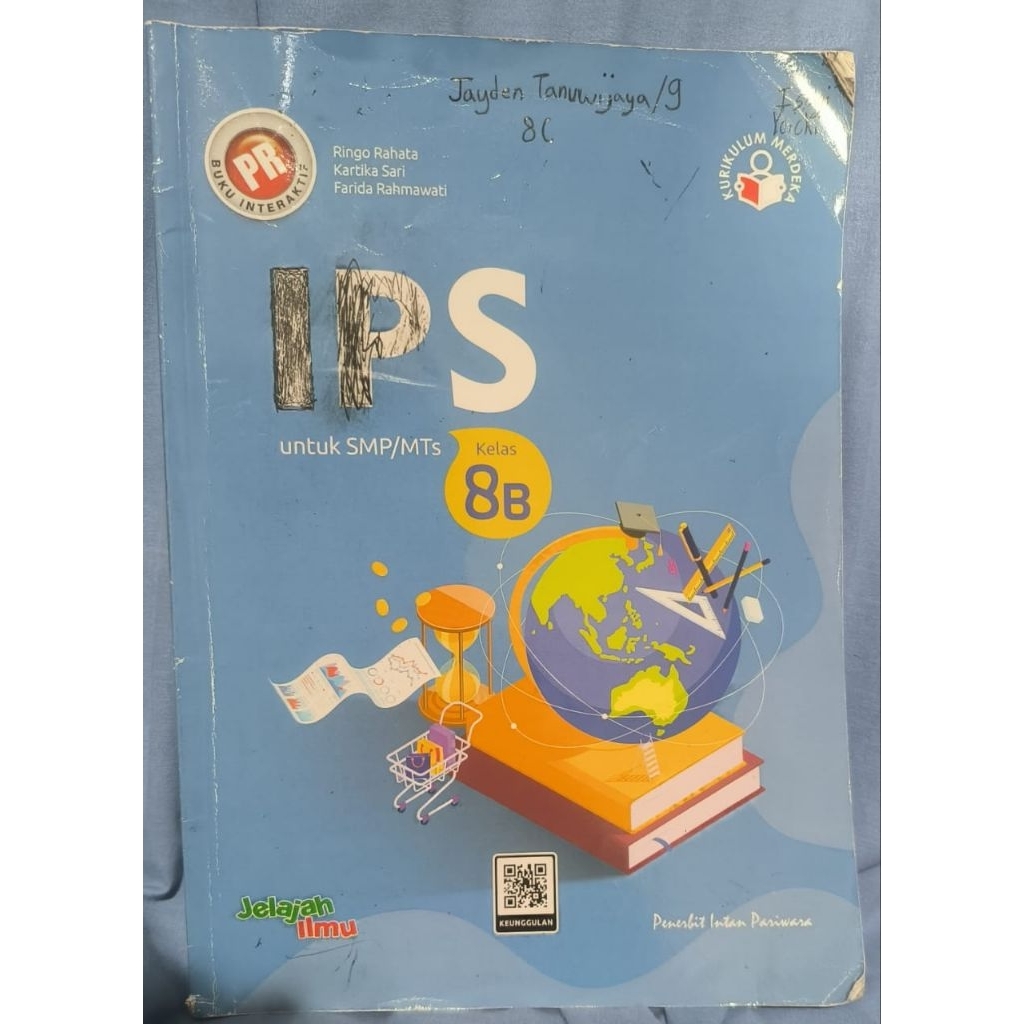 Jayden Tanuwijaya/9
8C
PR
BUKU INTERAKTIF
Ringo Rahata
Kartika Sari
Farida Rahmawati
KURIKULUM MERDEKA
IPS
untuk SMP/MTs
Kelas
8B
Jelajah
Ilmu
KEUNGGULAN
Penerbit Intan Pariwara